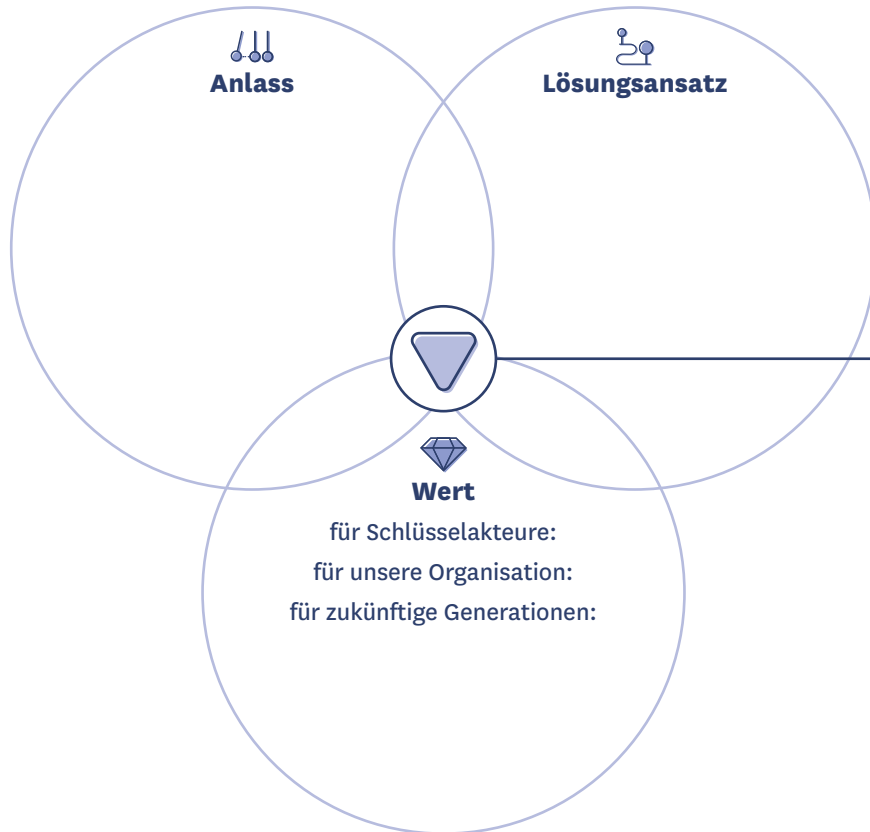 Anlass
Lösungsansatz
Wert
für Schlüsselakteure:
für unsere Organisation:
für zukünftige Generationen: